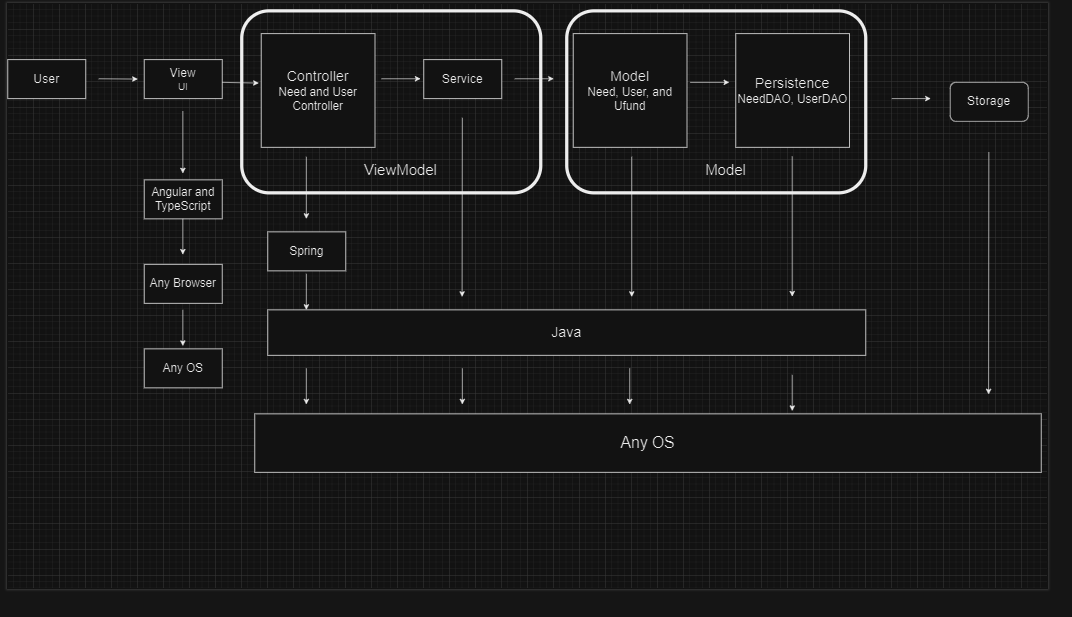 User
View
UI
Controller
Need and User
Controller
Service
ViewModel
Model
Need, User, and
Ufund
Persistence
NeedDAO, UserDAO
Model
Storage
Angular and
TypeScript
Spring
Any Browser
Java
Any OS
Any OS